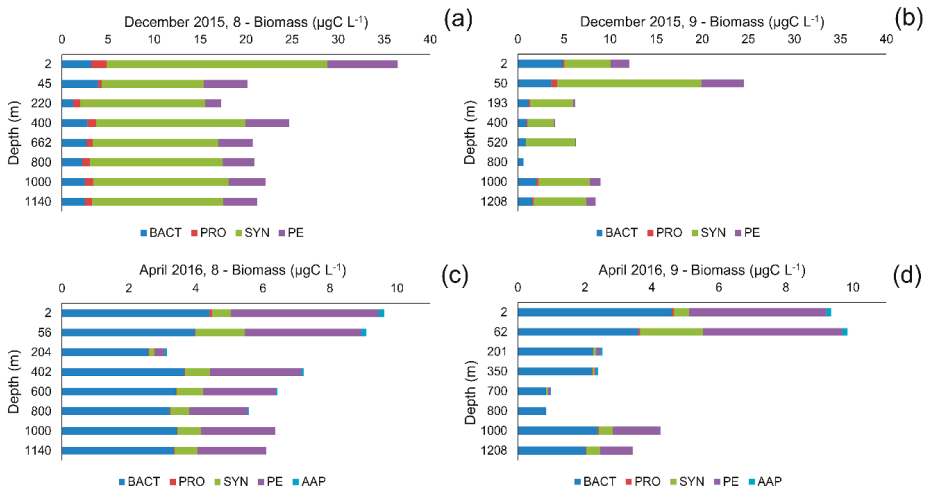 December 2015, 8 - Biomass (µgC L⁻¹) (a)
0 5 10 15 20 25 30 35 40
Depth (m)
2
45
220
400
662
800
1000
1140
BACT PRO SYN PE
December 2015, 9 - Biomass (µgC L⁻¹) (b)
0 5 10 15 20 25 30 35 40
Depth (m)
2
50
193
400
520
800
1000
1208
BACT PRO SYN PE
April 2016, 8 - Biomass (µgC L⁻¹) (c)
0 2 4 6 8 10
Depth (m)
2
56
204
402
600
800
1000
1140
BACT PRO SYN PE AAP
April 2016, 9 - Biomass (µgC L⁻¹) (d)
0 2 4 6 8 10
Depth (m)
2
62
201
350
700
800
1000
1208
BACT PRO SYN PE AAP